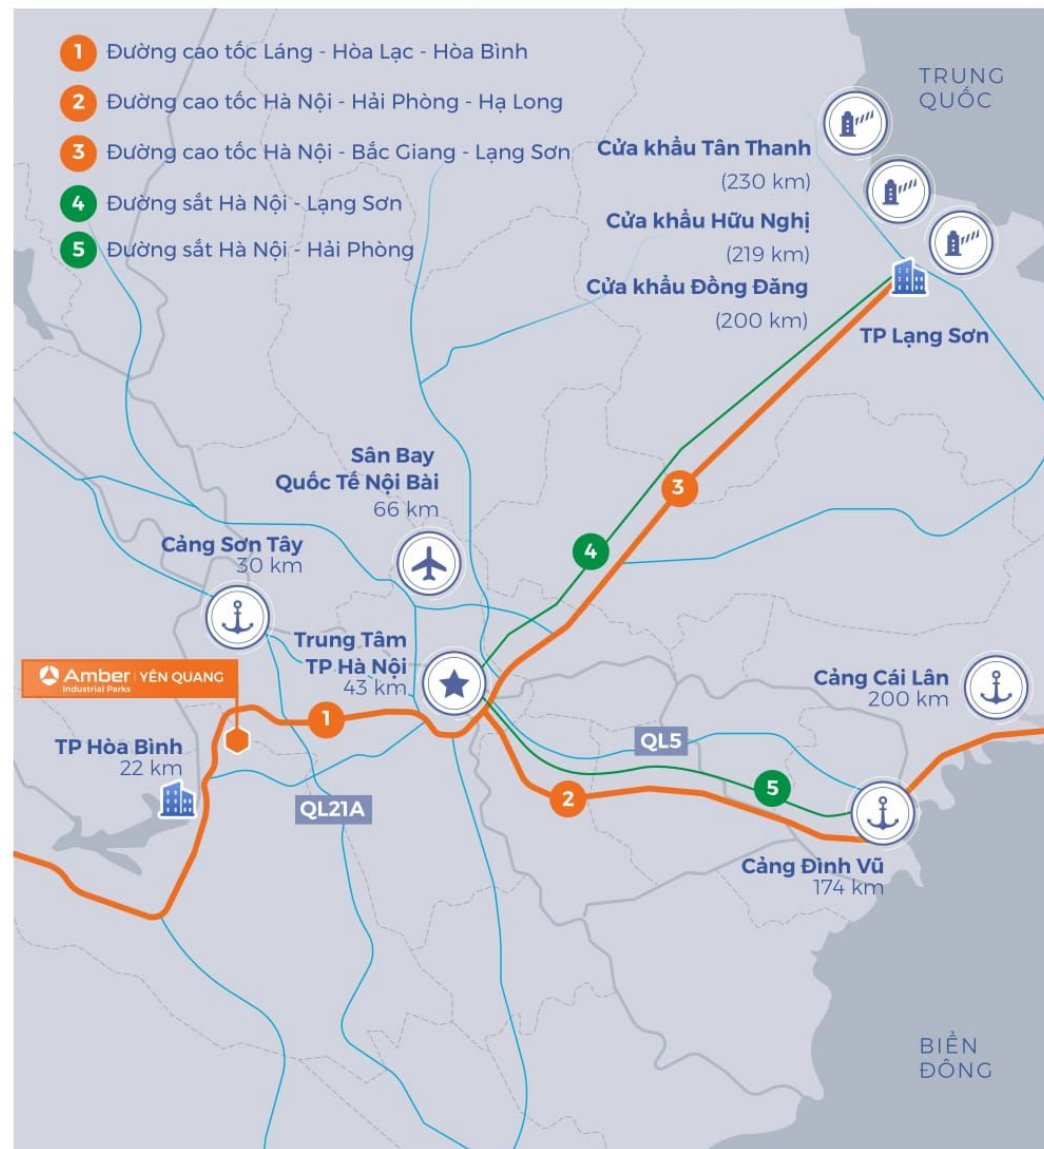 1 Đường cao tốc Láng - Hòa Lạc - Hòa Bình
2 Đường cao tốc Hà Nội - Hải Phòng - Hạ Long
3 Đường cao tốc Hà Nội - Bắc Giang - Lạng Sơn
4 Đường sắt Hà Nội - Lạng Sơn
5 Đường sắt Hà Nội - Hải Phòng
TRUNG
QUỐC
Cửa khẩu Tân Thanh
(230 km)
Cửa khẩu Hữu Nghị
(219 km)
Cửa khẩu Đồng Đăng
(200 km)
TP Lạng Sơn
Sân Bay
Quốc Tế Nội Bài
66 km
3
4
Cảng Sơn Tây
30 km
Trung Tâm
TP Hà Nội
43 km
Amber YÊN QUANG
Industrial Parks
Cảng Cái Lân
200 km
1
TP Hòa Bình
22 km
QL5
QL21A
2
5
Cảng Đình Vũ
174 km
BIỂN
ĐÔNG